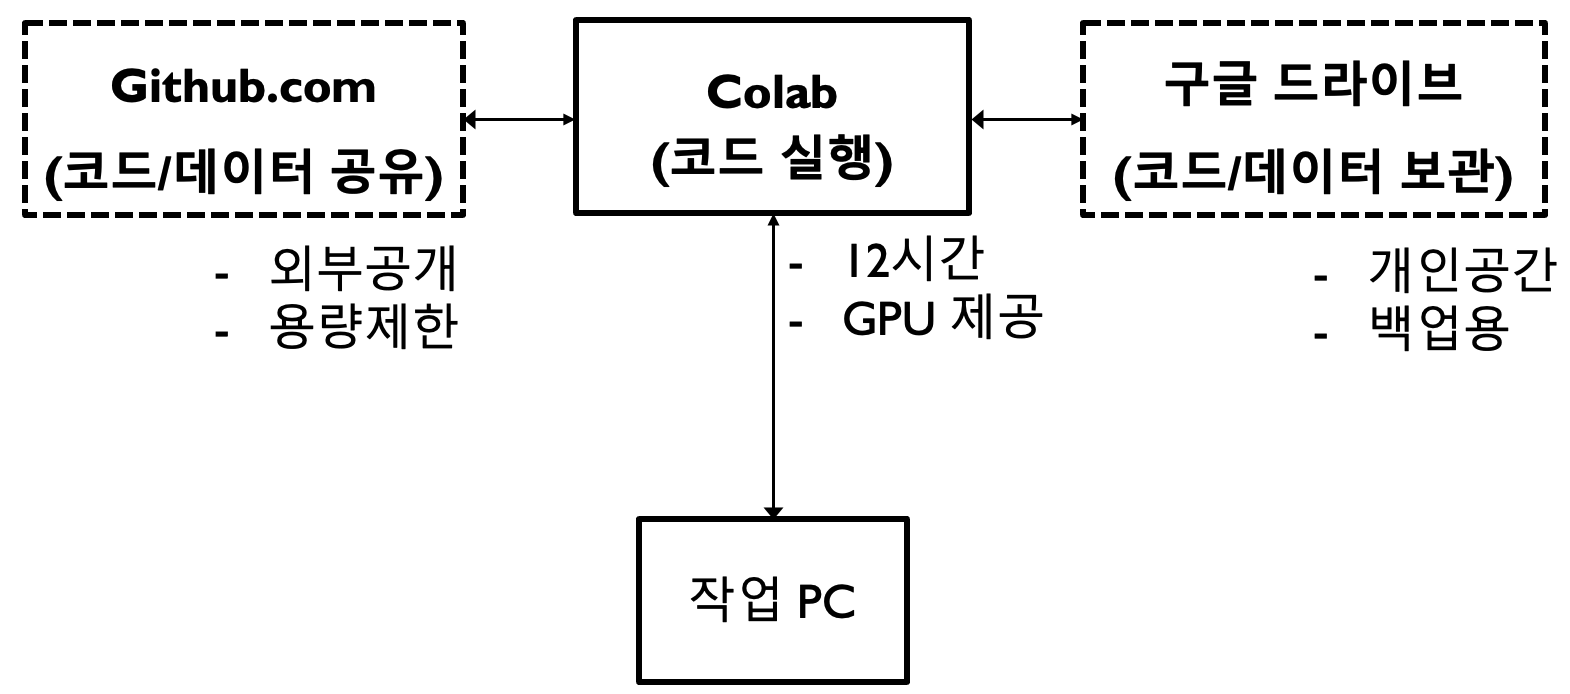 Github.com
(코드/데이터 공유)
- 외부공개
- 용량제한
Colab
(코드 실행)
- 12시간
- GPU 제공
구글 드라이브
(코드/데이터 보관)
- 개인공간
- 백업용
작업 PC